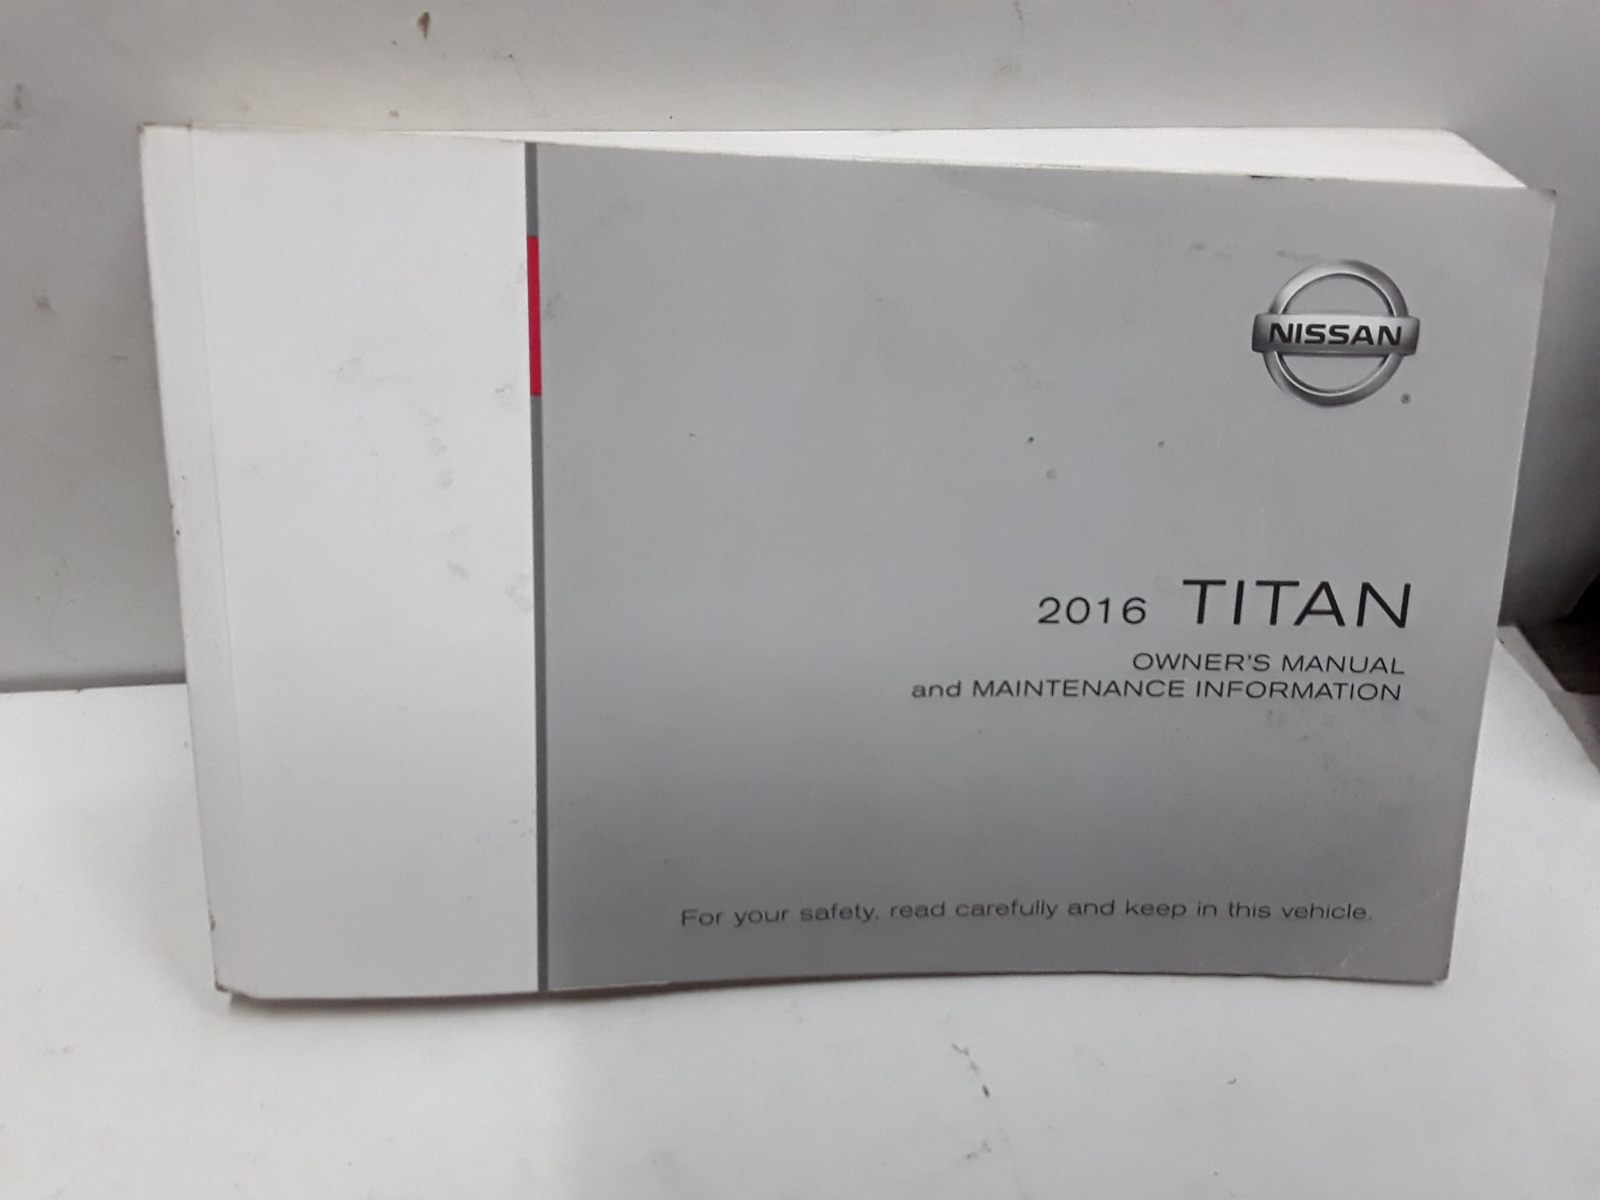 NISSAN
®
2016 TITAN
OWNER'S MANUAL
and MAINTENANCE INFORMATION
For your safety, read carefully and keep in this vehicle.